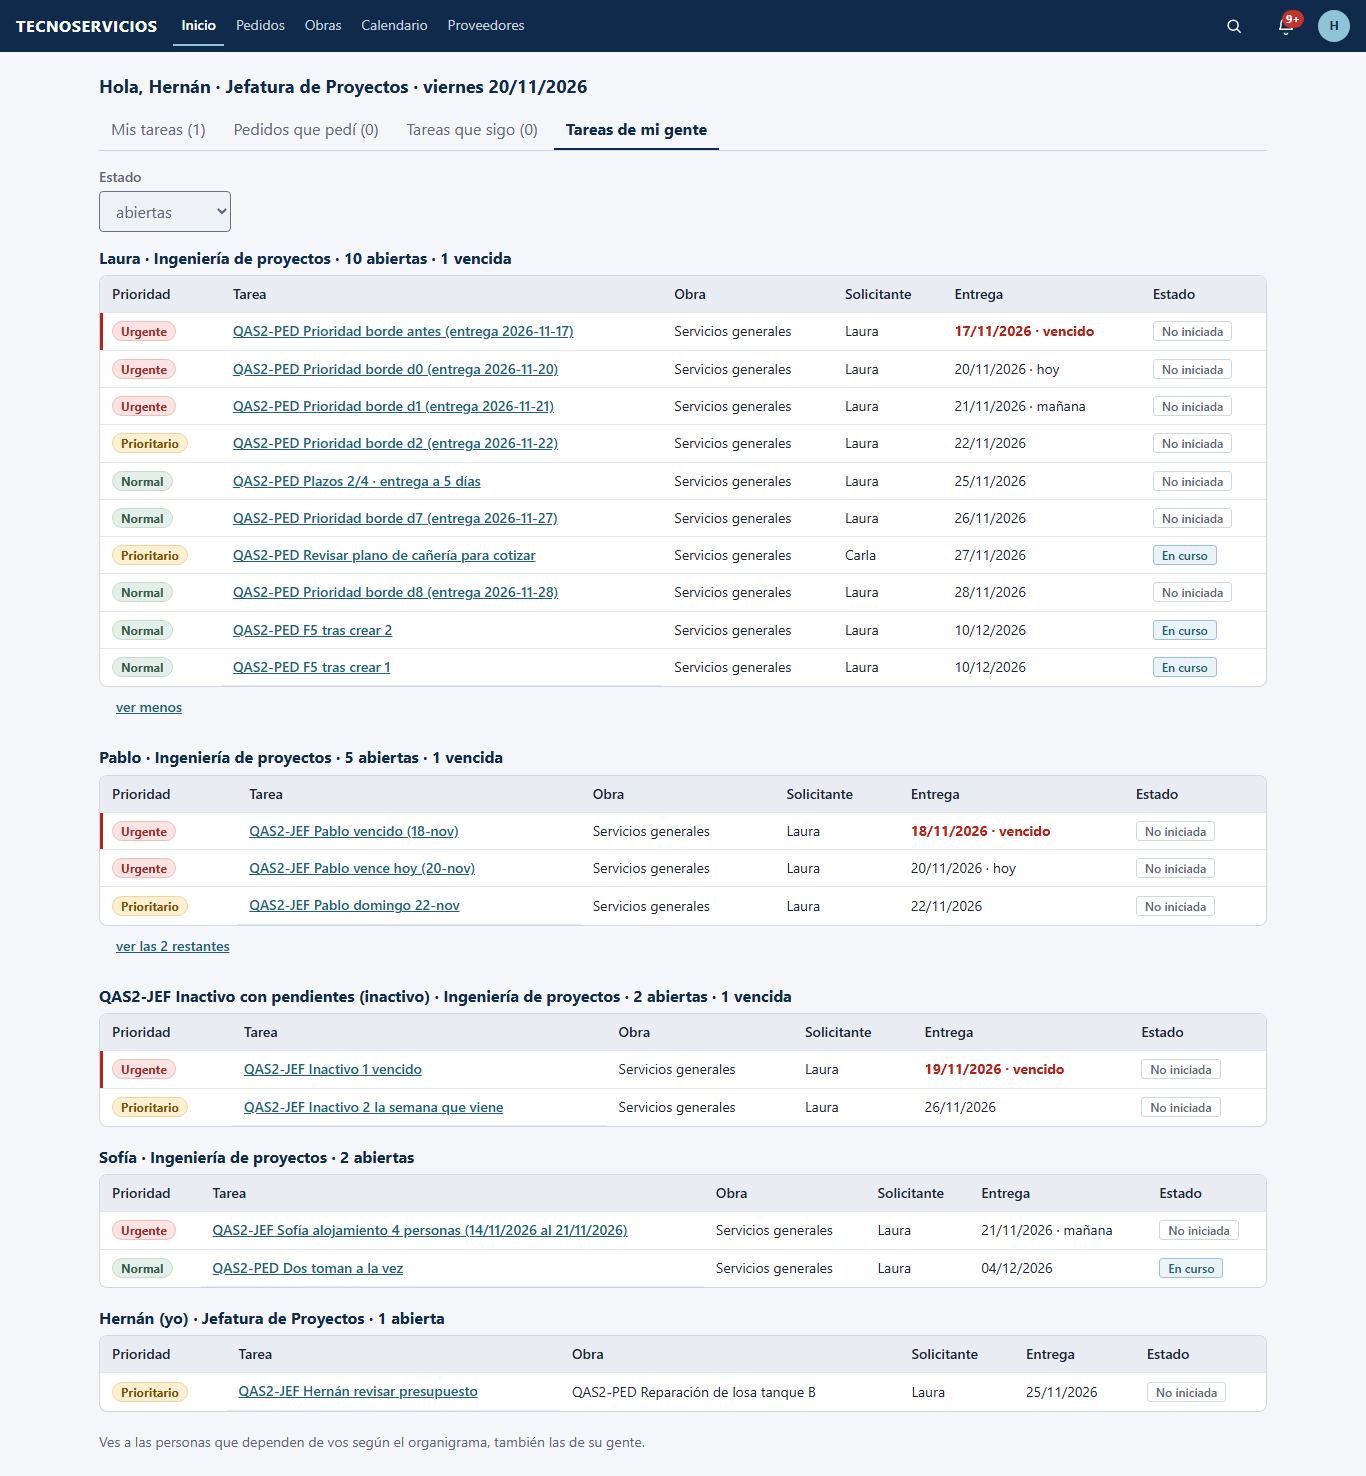 TECNOSERVICIOS Inicio Pedidos Obras Calendario Proveedores 9+ H
Hola, Hernán · Jefatura de Proyectos · viernes 20/11/2026
Mis tareas (1) Pedidos que pedí (0) Tareas que sigo (0) Tareas de mi gente
Estado
abiertas
Laura · Ingeniería de proyectos · 10 abiertas · 1 vencida
Prioridad Tarea Obra Solicitante Entrega Estado
Urgente QAS2-PED Prioridad borde antes (entrega 2026-11-17) Servicios generales Laura 17/11/2026 · vencido No iniciada
Urgente QAS2-PED Prioridad borde d0 (entrega 2026-11-20) Servicios generales Laura 20/11/2026 · hoy No iniciada
Urgente QAS2-PED Prioridad borde d1 (entrega 2026-11-21) Servicios generales Laura 21/11/2026 · mañana No iniciada
Prioritario QAS2-PED Prioridad borde d2 (entrega 2026-11-22) Servicios generales Laura 22/11/2026 No iniciada
Normal QAS2-PED Plazos 2/4 · entrega a 5 días Servicios generales Laura 25/11/2026 No iniciada
Normal QAS2-PED Prioridad borde d7 (entrega 2026-11-27) Servicios generales Laura 26/11/2026 No iniciada
Prioritario QAS2-PED Revisar plano de cañería para cotizar Servicios generales Carla 27/11/2026 En curso
Normal QAS2-PED Prioridad borde d8 (entrega 2026-11-28) Servicios generales Laura 28/11/2026 No iniciada
Normal QAS2-PED F5 tras crear 2 Servicios generales Laura 10/12/2026 En curso
Normal QAS2-PED F5 tras crear 1 Servicios generales Laura 10/12/2026 En curso
ver menos
Pablo · Ingeniería de proyectos · 5 abiertas · 1 vencida
Prioridad Tarea Obra Solicitante Entrega Estado
Urgente QAS2-JEF Pablo vencido (18-nov) Servicios generales Laura 18/11/2026 · vencido No iniciada
Urgente QAS2-JEF Pablo vence hoy (20-nov) Servicios generales Laura 20/11/2026 · hoy No iniciada
Prioritario QAS2-JEF Pablo domingo 22-nov Servicios generales Laura 22/11/2026 No iniciada
ver las 2 restantes
QAS2-JEF Inactivo con pendientes (inactivo) · Ingeniería de proyectos · 2 abiertas · 1 vencida
Prioridad Tarea Obra Solicitante Entrega Estado
Urgente QAS2-JEF Inactivo 1 vencido Servicios generales Laura 19/11/2026 · vencido No iniciada
Prioritario QAS2-JEF Inactivo 2 la semana que viene Servicios generales Laura 26/11/2026 No iniciada
Sofía · Ingeniería de proyectos · 2 abiertas
Prioridad Tarea Obra Solicitante Entrega Estado
Urgente QAS2-JEF Sofía alojamiento 4 personas (14/11/2026 al 21/11/2026) Servicios generales Laura 21/11/2026 · mañana No iniciada
Normal QAS2-PED Dos toman a la vez Servicios generales Laura 04/12/2026 En curso
Hernán (yo) · Jefatura de Proyectos · 1 abierta
Prioridad Tarea Obra Solicitante Entrega Estado
Prioritario QAS2-JEF Hernán revisar presupuesto QAS2-PED Reparación de losa tanque B Laura 25/11/2026 No iniciada
Ves a las personas que dependen de vos según el organigrama, también las de su gente.